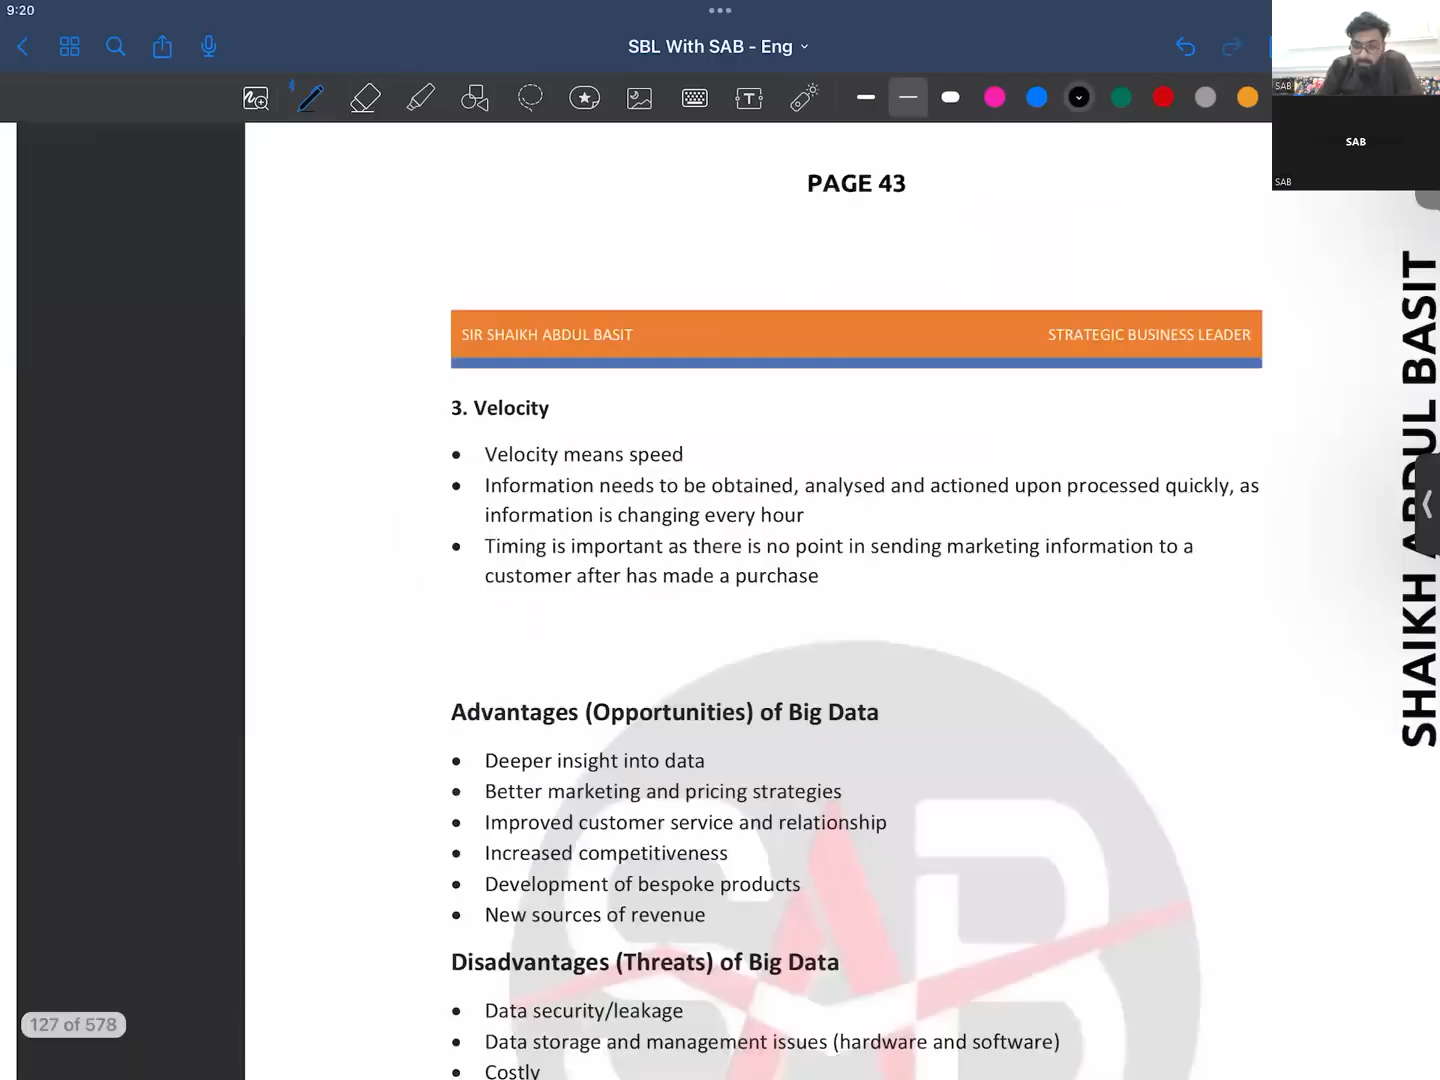 9:20
SBL With SAB - Eng
SAB
SAB
SAB
PAGE 43
SIR SHAIKH ABDUL BASIT
STRATEGIC BUSINESS LEADER
3. Velocity
• Velocity means speed
• Information needs to be obtained, analysed and actioned upon processed quickly, as
information is changing every hour
• Timing is important as there is no point in sending marketing information to a
customer after has made a purchase
Advantages (Opportunities) of Big Data
• Deeper insight into data
• Better marketing and pricing strategies
• Improved customer service and relationship
• Increased competitiveness
• Development of bespoke products
• New sources of revenue
Disadvantages (Threats) of Big Data
• Data security/leakage
• Data storage and management issues (hardware and software)
• Costly
SAB
SHAIKH ABDUL BASIT
127 of 578